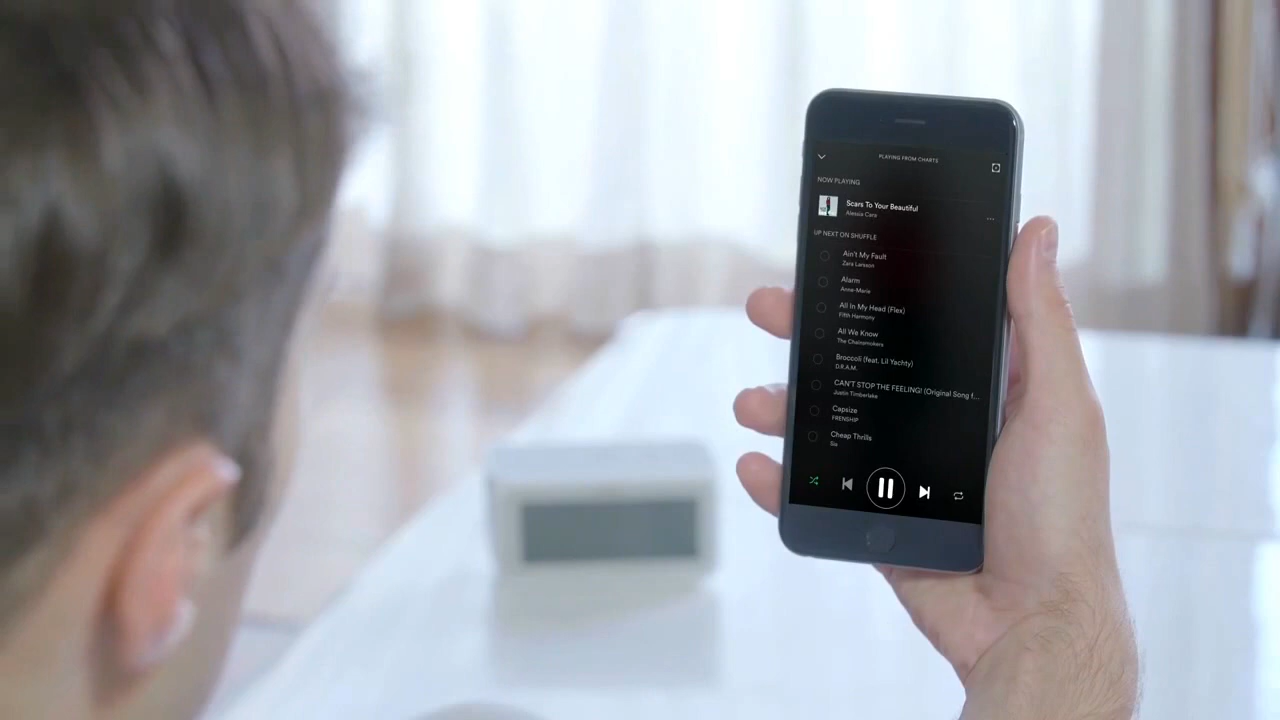 PLAYING FROM CHARTS
NOW PLAYING
Scars To Your Beautiful
Alessia Cara
UP NEXT ON SHUFFLE
Ain't My Fault
Zara Larsson
Alarm
Anne-Marie
All In My Head (Flex)
Fifth Harmony
All We Know
The Chainsmokers
Broccoli (feat. Lil Yachty)
D.R.A.M.
CAN'T STOP THE FEELING! (Original Song f...
Justin Timberlake
Capsize
FRENSHIP
Cheap Thrills
Sia